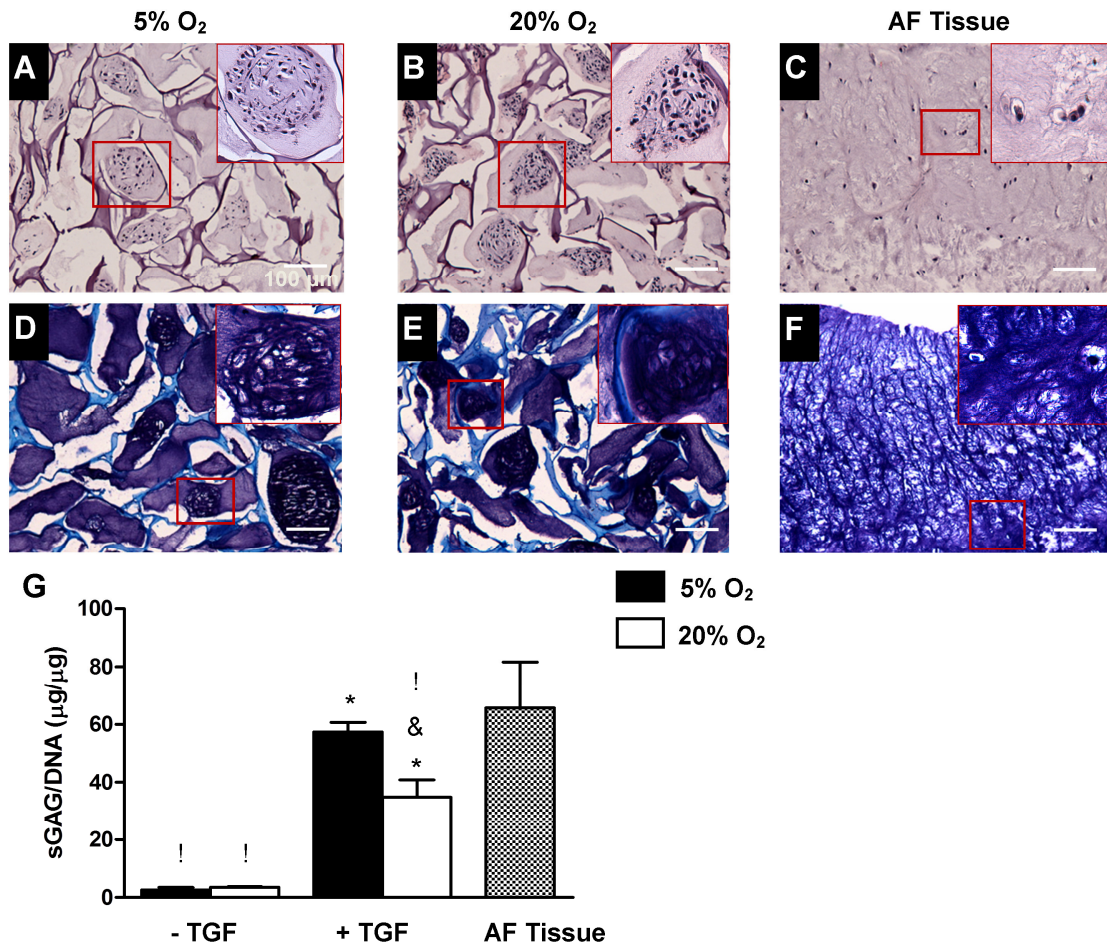 5% O₂ 20% O₂ AF Tissue
A B C
100 μm
D E F
G
5% O₂
20% O₂
sGAG/DNA (μg/μg)
100
80
60
40
20
0
! ! * ! & *
- TGF + TGF AF Tissue